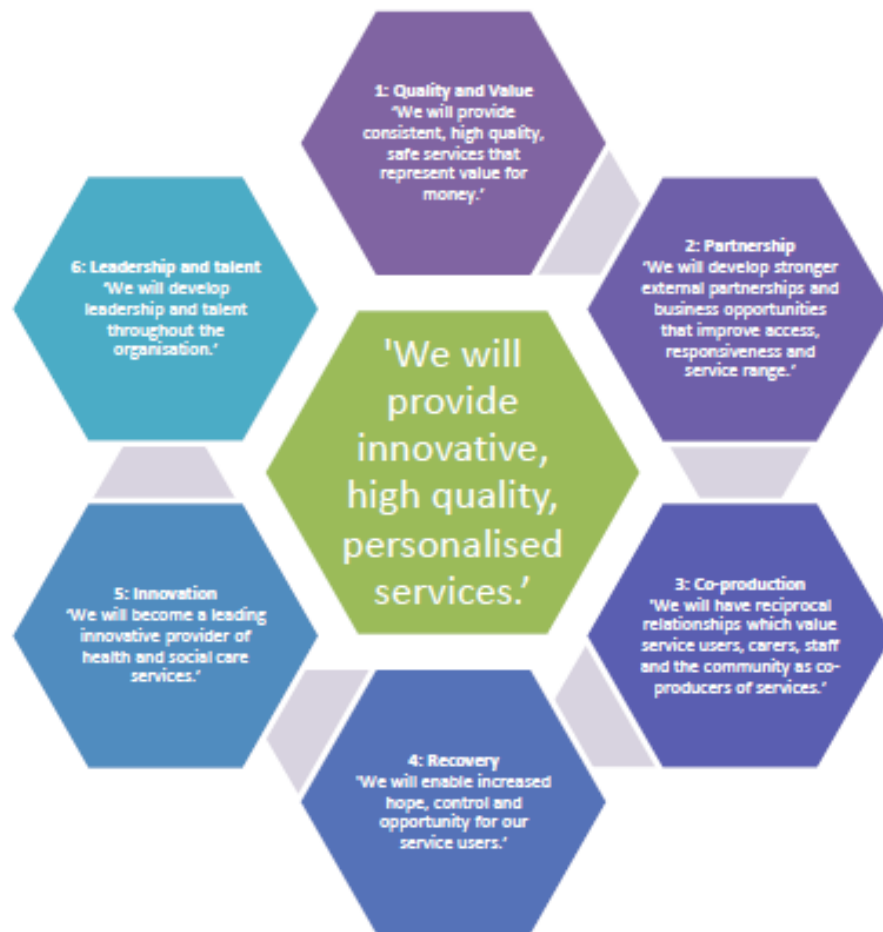 1: Quality and Value
'We will provide
consistent, high quality,
safe services that
represent value for
money.'
2: Partnership
'We will develop stronger
external partnerships and
business opportunities
that improve access,
responsiveness and
service range.'
3: Co-production
'We will have reciprocal
relationships which value
service users, carers, staff
and the community as co-
producers of services.'
4: Recovery
'We will enable increased
hope, control and
opportunity for our
service users.'
5: Innovation
'We will become a leading
innovative provider of
health and social care
services.'
6: Leadership and talent
'We will develop
leadership and talent
throughout the
organisation.'
'We will
provide
innovative,
high quality,
personalised
services.'